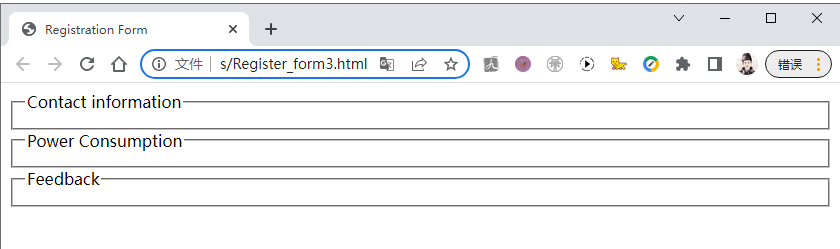 Registration Form
文件 s/Register_form3.html
错误
Contact information
Power Consumption
Feedback